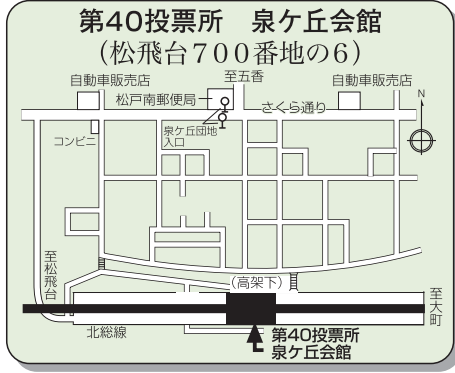 第40投票所　泉ケ丘会館
（松飛台７００番地の６）
自動車販売店
至五香
自動車販売店
松戸南郵便局
さくら通り
N
コンビニ
泉ケ丘団地
入口
至松飛台
（高架下）
至大町
北総線
第40投票所
泉ケ丘会館